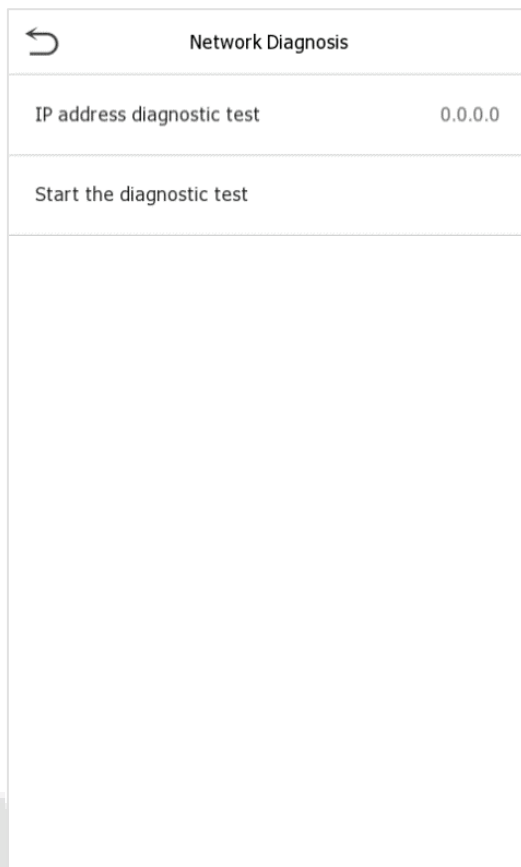 Network Diagnosis
IP address diagnostic test 0.0.0.0
Start the diagnostic test